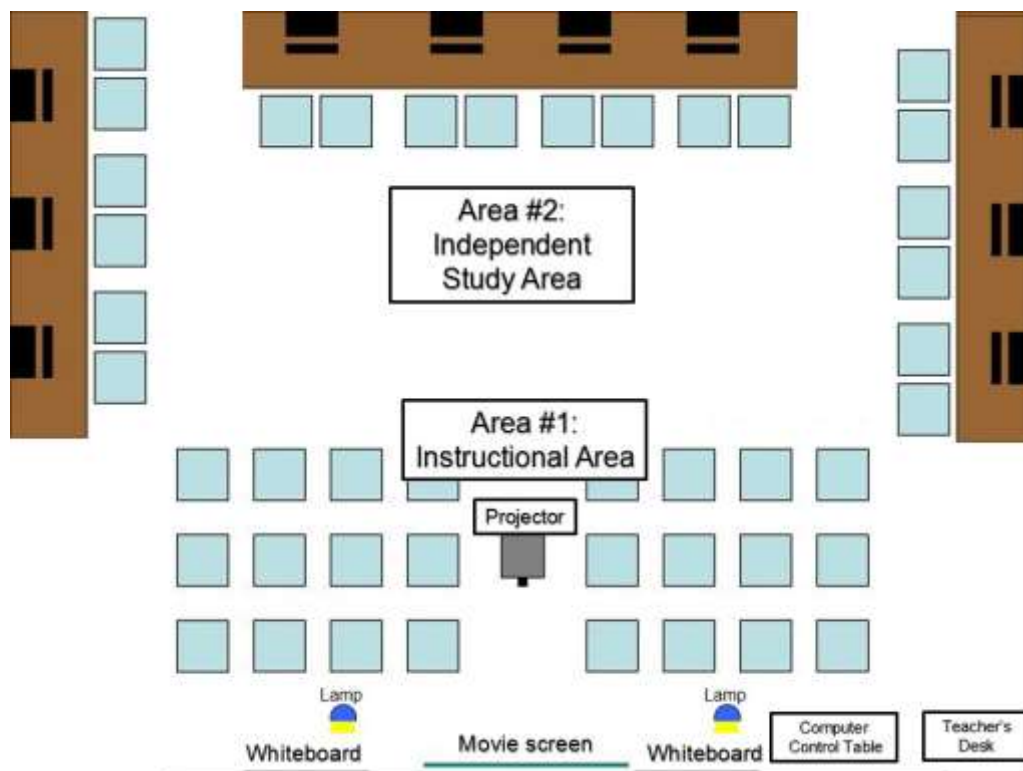 Area #2:
Independent
Study Area
Area #1:
Instructional Area
Projector
Lamp
Lamp
Whiteboard
Movie screen
Whiteboard
Computer
Control Table
Teacher's
Desk